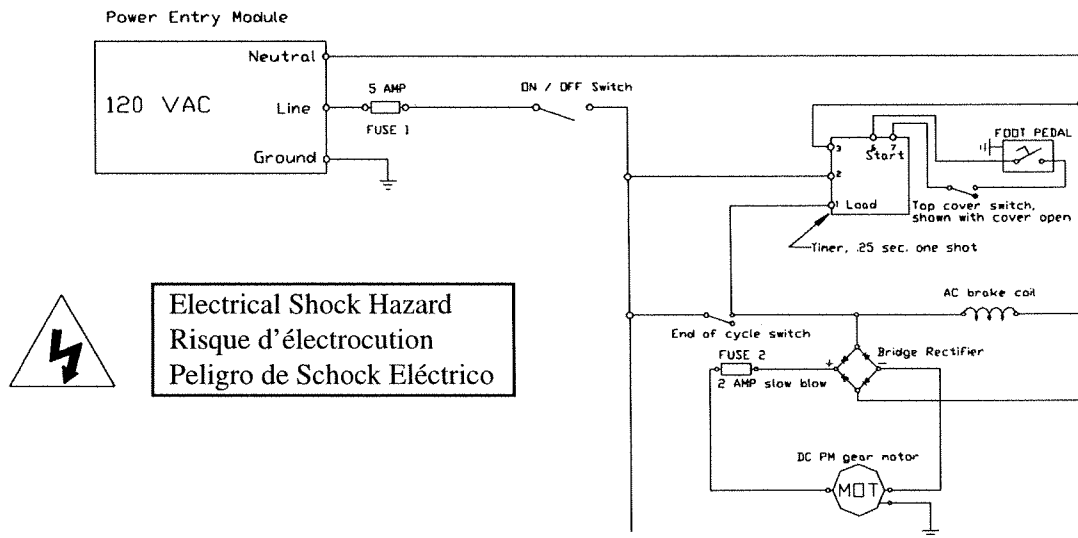 Power Entry Module
Neutral
120 VAC
Line
Ground
5 AMP
FUSE 1
ON / OFF Switch
3
6 7
Start
2
1 Load
FOOT PEDAL
Top cover switch,
shown with cover open
Timer, .25 sec. one shot
Electrical Shock Hazard
Risque d'électrocution
Peligro de Schock Eléctrico
AC brake coil
End of cycle switch
FUSE 2
2 AMP slow blow
+
-
Bridge Rectifier
DC PM gear motor
MOT